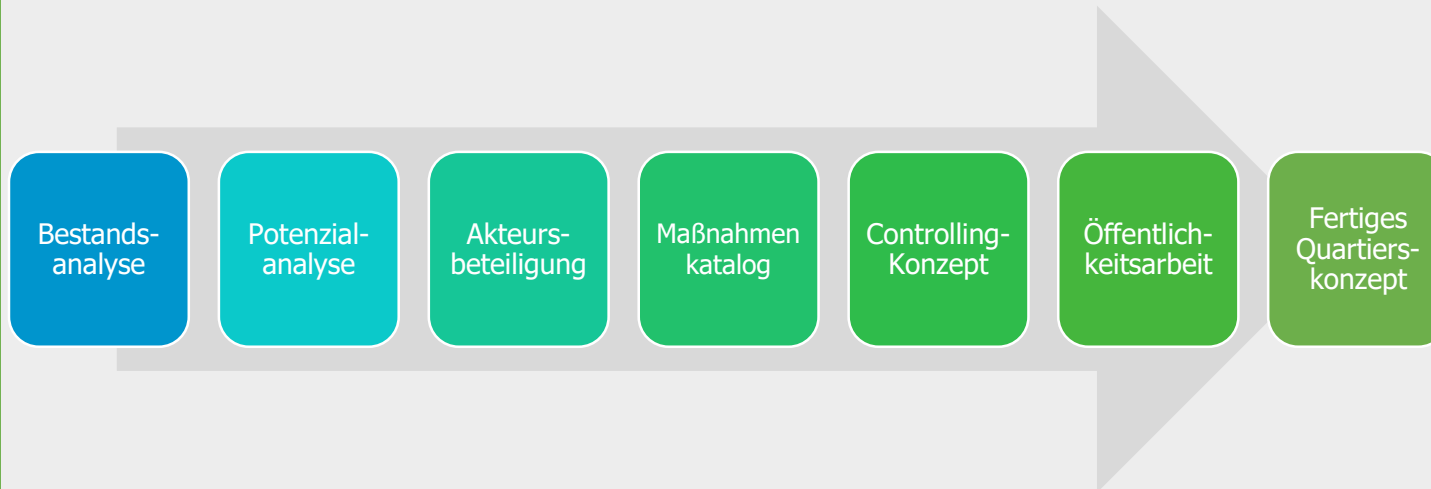 Bestands-
analyse
Potenzial-
analyse
Akteurs-
beteiligung
Maßnahmen
katalog
Controlling-
Konzept
Öffentlich-
keitsarbeit
Fertiges
Quartiers-
konzept